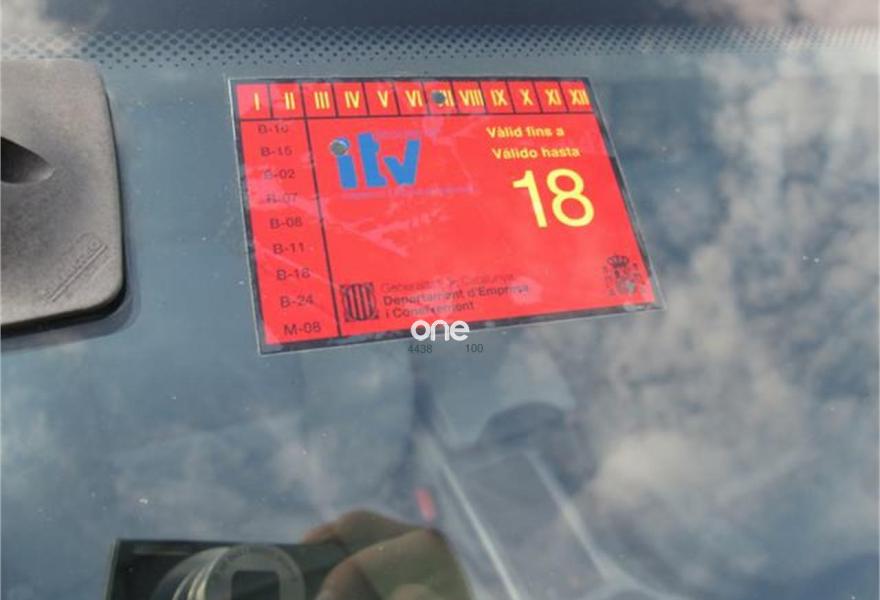 I II III IV V VI VII VIII IX X XI XII
B-10
B-15
B-02
B-07
B-08
B-11
B-18
B-24
M-08
itv
Vàlid fins a
Válido hasta
18
Generalitat de Catalunya
Departament d'Empresa
i Coneixement
one
4438 100